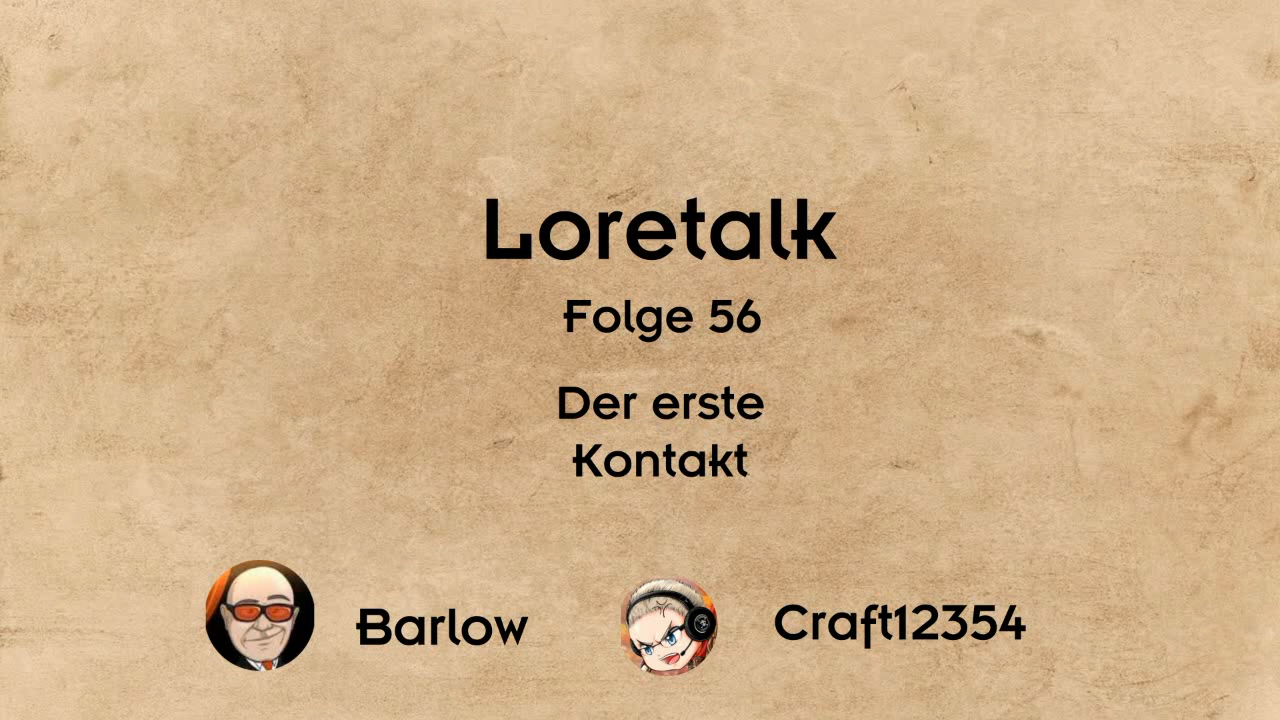 Loretalk
Folge 56
Der erste
Kontakt
Barlow
Craft12354